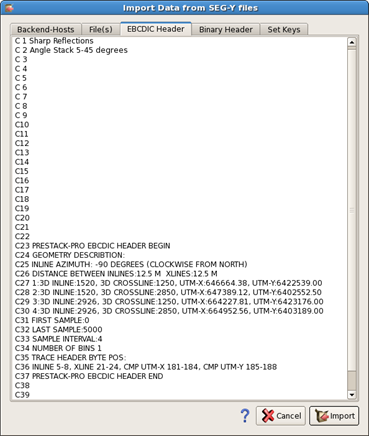 Import Data from SEG-Y files
Backend-Hosts File(s) EBCDIC Header Binary Header Set Keys
C 1 Sharp Reflections
C 2 Angle Stack 5-45 degrees
C 3
C 4
C 5
C 6
C 7
C 8
C 9
C10
C11
C12
C13
C14
C15
C16
C17
C18
C19
C20
C21
C22
C23 PRESTACK-PRO EBCDIC HEADER BEGIN
C24 GEOMETRY DESCRIBTION:
C25 INLINE AZIMUTH: -90 DEGREES (CLOCKWISE FROM NORTH)
C26 DISTANCE BETWEEN INLINES:12.5 M XLINES:12.5 M
C27 1:3D INLINE:1520, 3D CROSSLINE:1250, UTM-X:646664.38, UTM-Y:6422539.00
C28 2:3D INLINE:1520, 3D CROSSLINE:2850, UTM-X:647389.12, UTM-Y:6402552.50
C29 3:3D INLINE:2926, 3D CROSSLINE:1250, UTM-X:664227.81, UTM-Y:6423176.00
C30 4:3D INLINE:2926, 3D CROSSLINE:2850, UTM-X:664952.56, UTM-Y:6403189.00
C31 FIRST SAMPLE:0
C32 LAST SAMPLE:5000
C33 SAMPLE INTERVAL:4
C34 NUMBER OF BINS 1
C35 TRACE HEADER BYTE POS:
C36 INLINE 5-8, XLINE 21-24, CMP UTM-X 181-184, CMP UTM-Y 185-188
C37 PRESTACK-PRO EBCDIC HEADER END
C38
C39
? Cancel Import